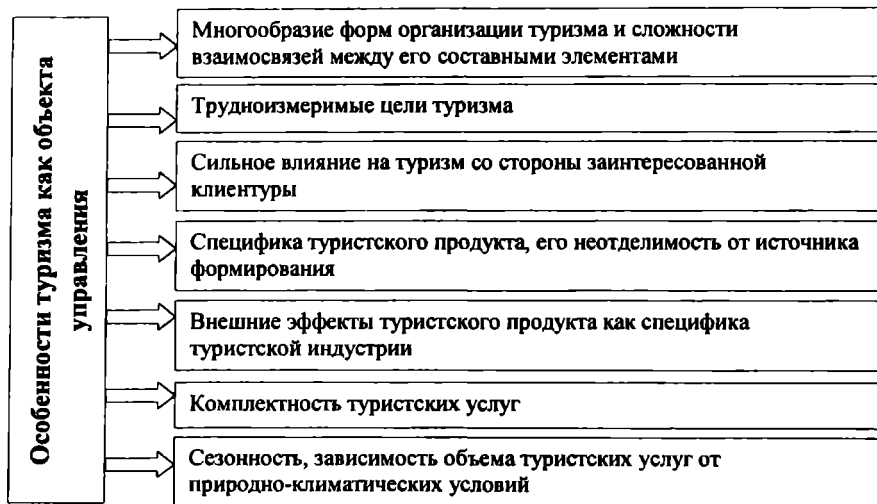 Особенности туризма как объекта
управления
Многообразие форм организации туризма и сложности
взаимосвязей между его составными элементами
Трудноизмеримые цели туризма
Сильное влияние на туризм со стороны заинтересованной
клиентуры
Специфика туристского продукта, его неотделимость от источника
формирования
Внешние эффекты туристского продукта как специфика
туристской индустрии
Комплектность туристских услуг
Сезонность, зависимость объема туристских услуг от
природно-климатических условий